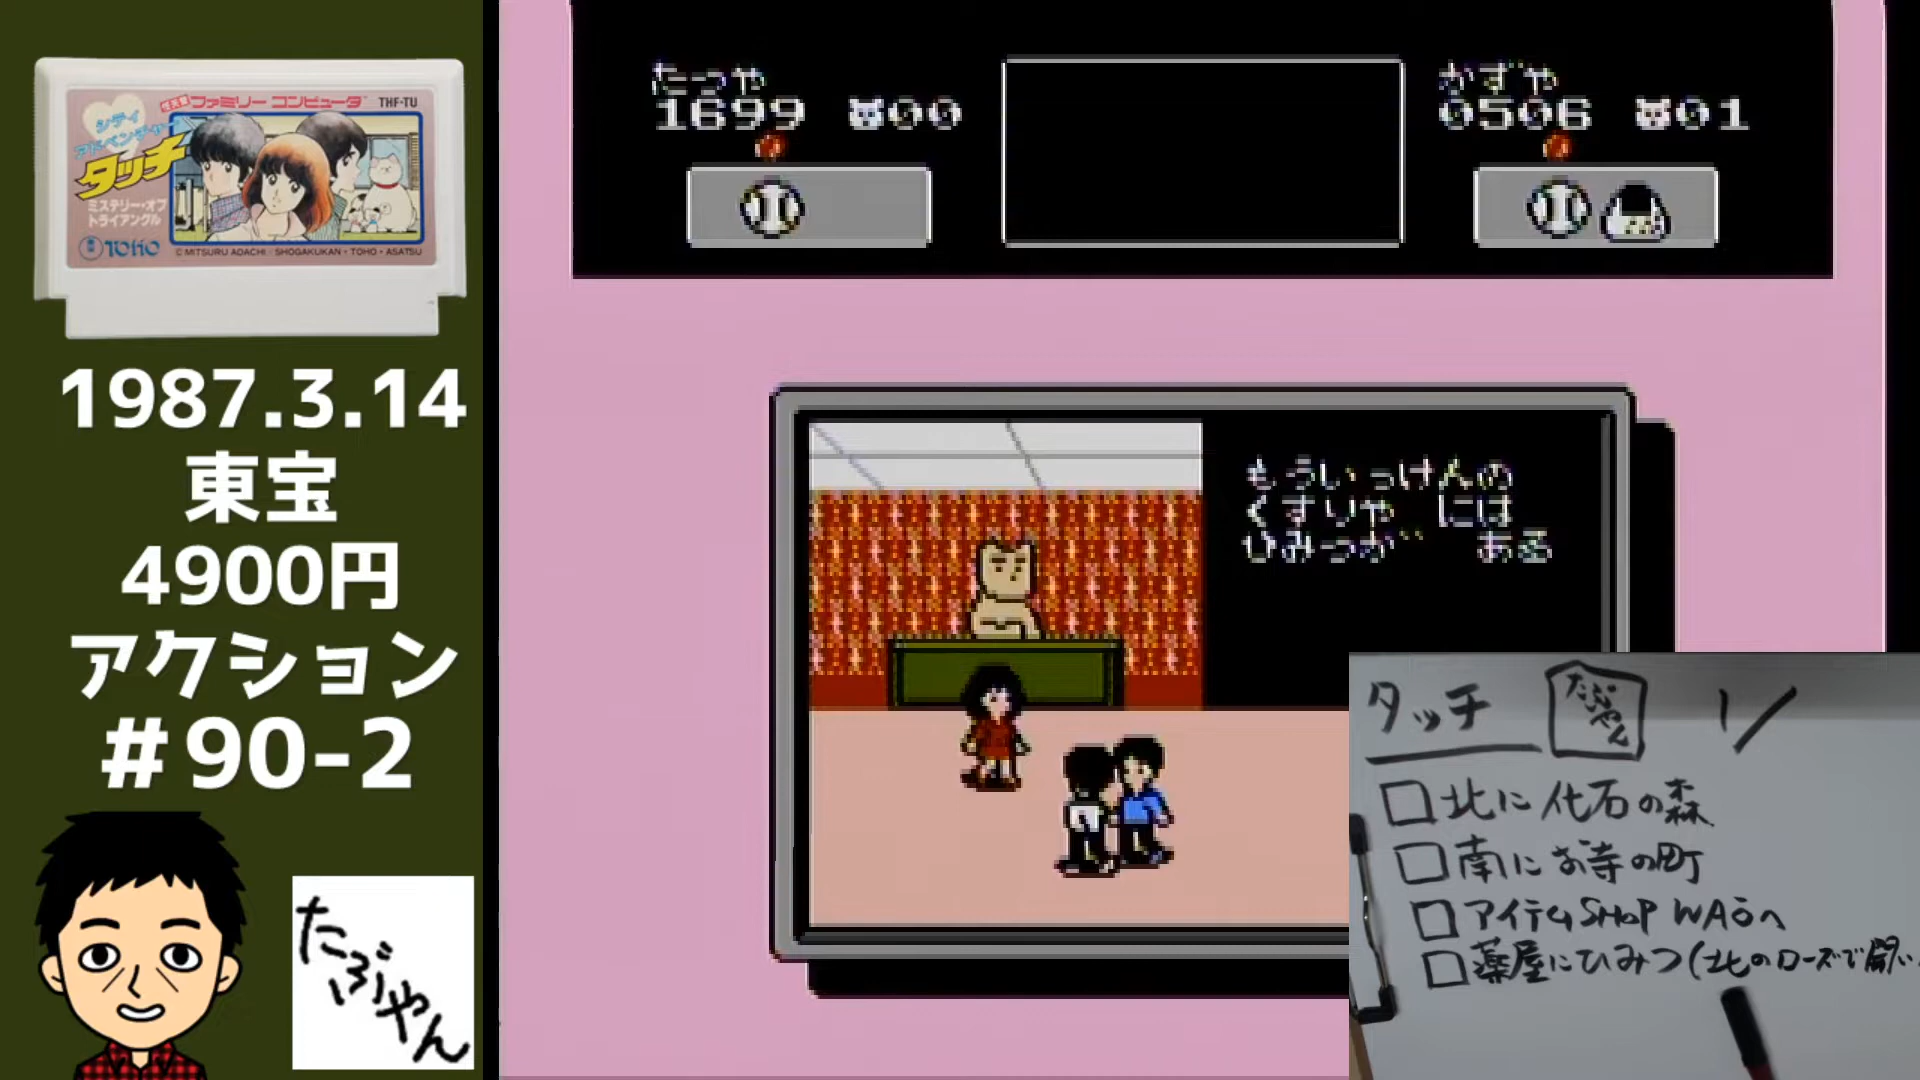 任天堂 ファミリー コンピュータ THF-TU
シティ
アドベンチャー
タッチ
ミステリー・オブ
トライアングル
TOHO
©MITSURU ADACHI・SHOGAKUKAN・TOHO・ASATSU
1987.3.14
東宝
4900円
アクション
#90-2
たぶやん
たつや
1699 00
かずや
0506 01
もういっけんの
くすりや には
ひみつが ある
タッチ たぶやん 1/
北に化石の森
南にお寺の町
アイテムSHOP WAOへ
薬屋にひみつ(北のローズで聞い